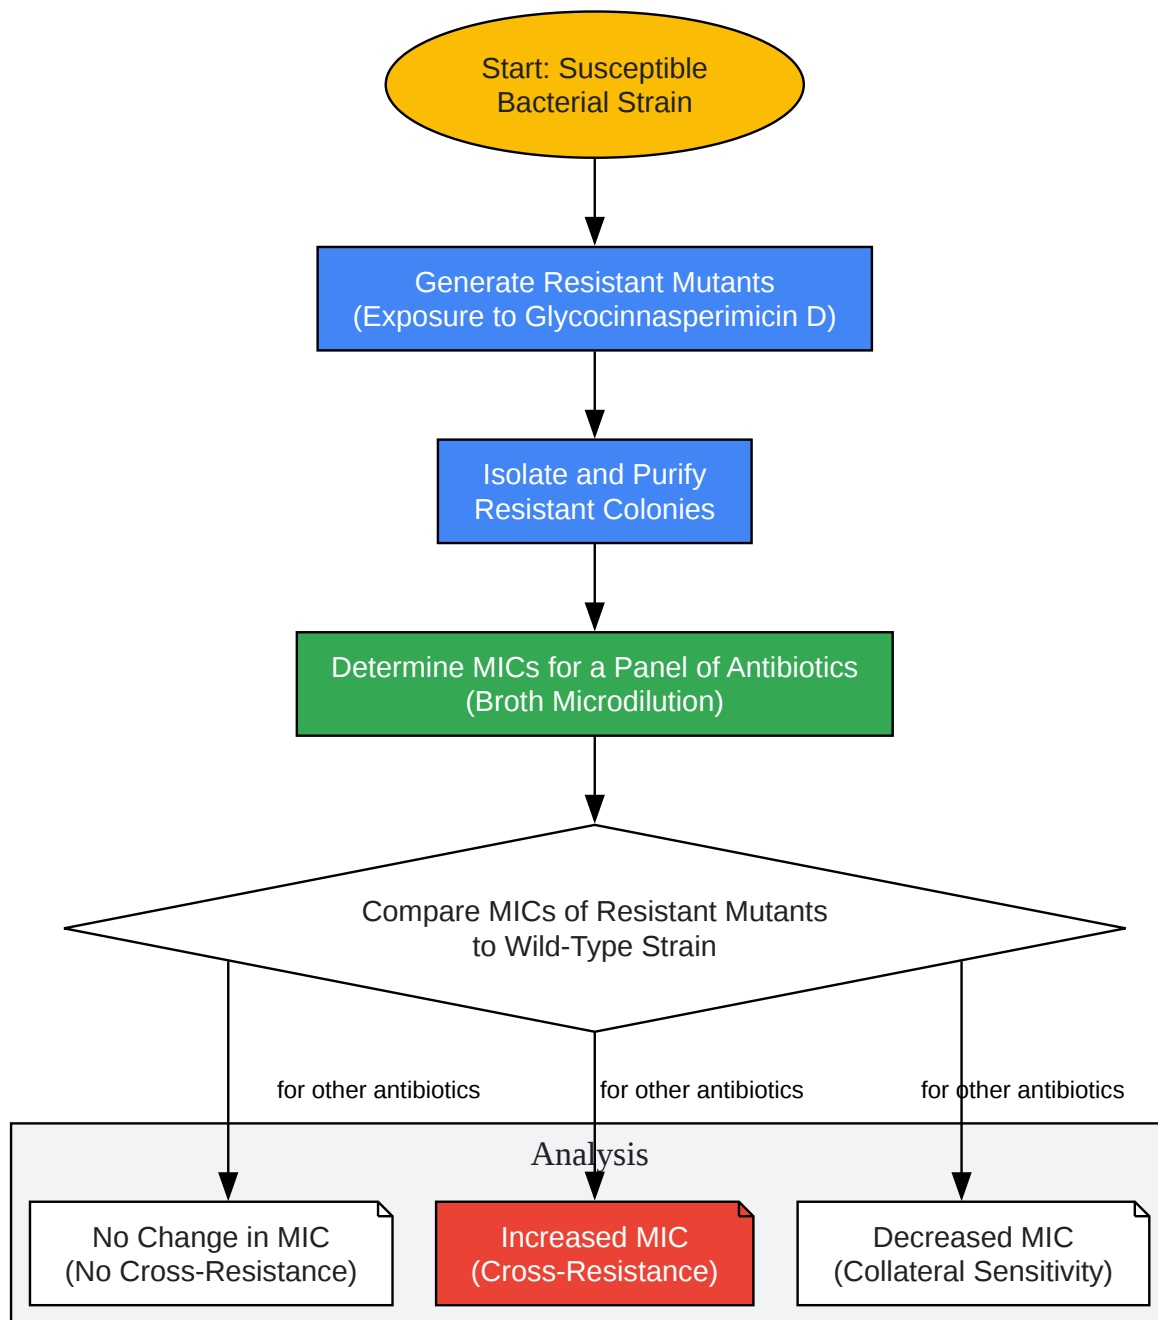 Start: Susceptible
Bacterial Strain
Generate Resistant Mutants
(Exposure to Glycocinnasperimicin D)
Isolate and Purify
Resistant Colonies
Determine MICs for a Panel of Antibiotics
(Broth Microdilution)
Compare MICs of Resistant Mutants
to Wild-Type Strain
for other antibiotics
for other antibiotics
for other antibiotics
Analysis
No Change in MIC
(No Cross-Resistance)
Increased MIC
(Cross-Resistance)
Decreased MIC
(Collateral Sensitivity)